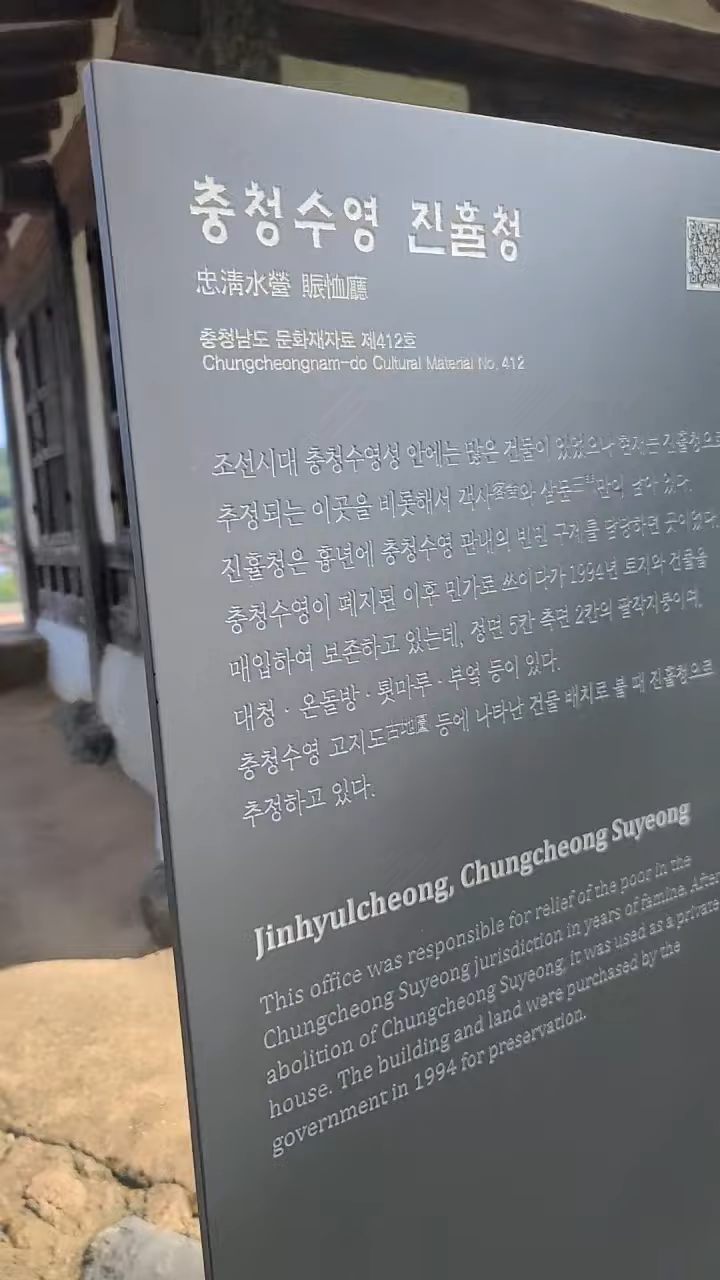 충청수영 진휼청
忠淸水營 賑恤廳
충청남도 문화재자료 제412호
Chungcheongnam-do Cultural Material No. 412
조선시대 충청수영성 안에는 많은 건물이 있었으나 현재는 진휼청으로
추정되는 이곳을 비롯해서 객사客舍와 삼문三門만이 남아 있다.
진휼청은 흉년에 충청수영 관내의 빈민 구제를 담당하던 곳이었다.
충청수영이 폐지된 이후 민가로 쓰이다가 1994년 토지와 건물을
매입하여 보존하고 있는데, 정면 5칸 측면 2칸의 팔작지붕이며,
대청 · 온돌방 · 툇마루 · 부엌 등이 있다.
충청수영 고지도古地圖 등에 나타난 건물 배치로 볼 때 진휼청으로
추정하고 있다.
Jinhyulcheong, Chungcheong Suyeong
This office was responsible for relief of the poor in the
Chungcheong Suyeong jurisdiction in years of famine. After
abolition of Chungcheong Suyeong, it was used as a private
house. The building and land were purchased by the
government in 1994 for preservation.